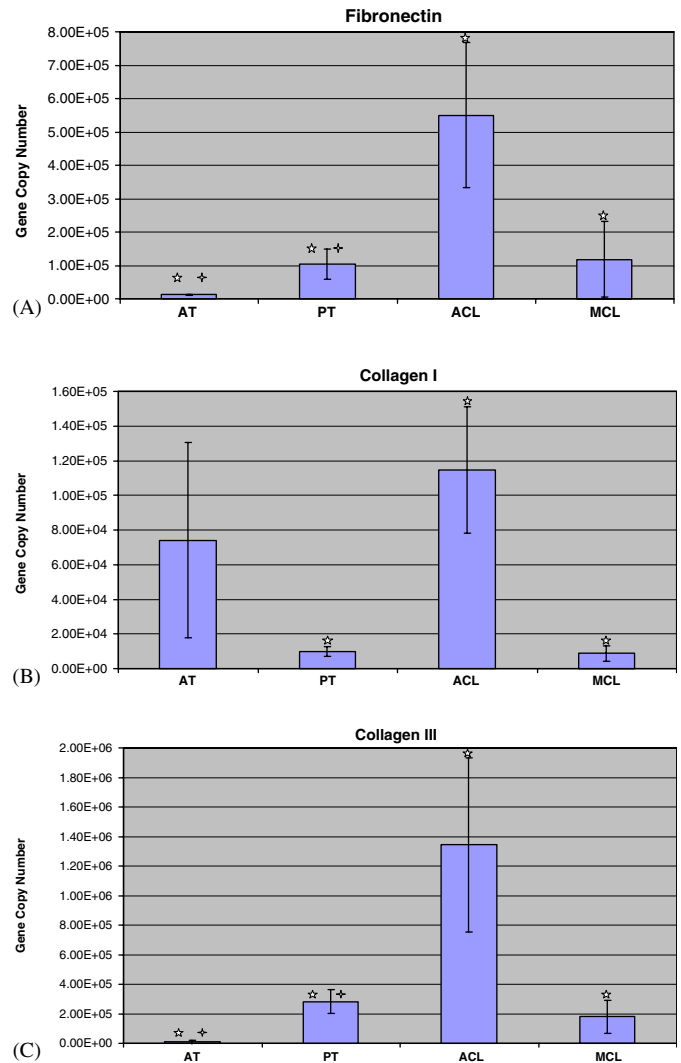 Fibronectin
8.00E+05
7.00E+05
6.00E+05
5.00E+05
4.00E+05
3.00E+05
2.00E+05
1.00E+05
0.00E+00
Gene Copy Number
AT PT ACL MCL
(A)
Collagen I
1.60E+05
1.40E+05
1.20E+05
1.00E+05
8.00E+04
6.00E+04
4.00E+04
2.00E+04
0.00E+00
Gene Copy Number
AT PT ACL MCL
(B)
Collagen III
2.00E+06
1.80E+06
1.60E+06
1.40E+06
1.20E+06
1.00E+06
8.00E+05
6.00E+05
4.00E+05
2.00E+05
0.00E+00
Gene Copy Number
AT PT ACL MCL
(C)